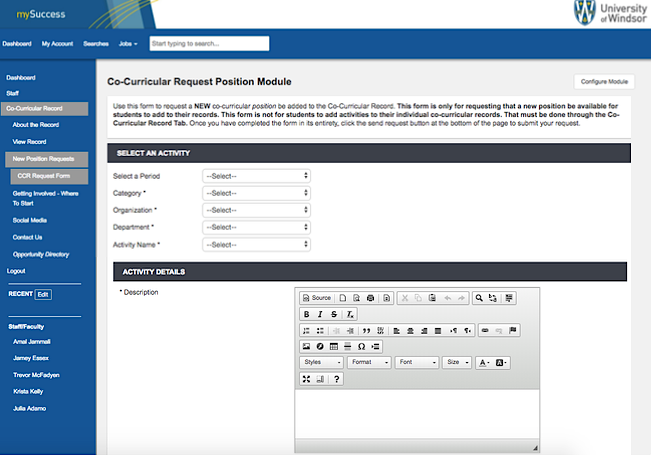 mySuccess
University
of Windsor
Dashboard My Account Searches Jobs Start typing to search...
Dashboard
Staff
Co-Curricular Record
About the Record
View Record
New Position Requests
CCR Request Form
Getting Involved - Where
To Start
Social Media
Contact Us
Opportunity Directory
Logout
RECENT Edit
Staff/Faculty
Amal Jammali
Jamey Essex
Trevor McFadyen
Krista Kelly
Julia Adamo
Co-Curricular Request Position Module
Configure Module
Use this form to request a NEW co-curricular position be added to the Co-Curricular Record. This form is only for requesting that a new position be available for
students to add to their records. This form is not for students to add activities to their individual co-curricular records. That must be done through the Co-
Curricular Record Tab. Once you have completed the form in its entirety, click the send request button at the bottom of the page to submit your request.
SELECT AN ACTIVITY
Select a Period --Select--
Category * --Select--
Organization * --Select--
Department * --Select--
Activity Name * --Select--
ACTIVITY DETAILS
* Description
Source
B I S Tx
Styles Format Font Size A A
?